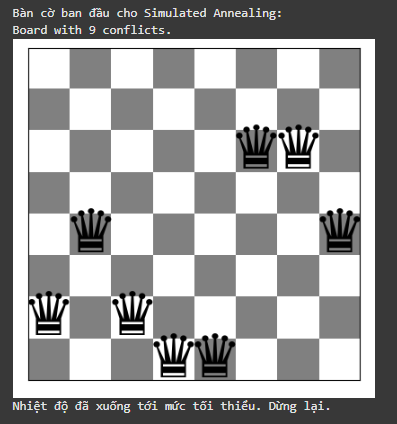 Bàn cờ ban đầu cho Simulated Annealing:
Board with 9 conflicts.
Nhiệt độ đã xuống tới mức tối thiểu. Dừng lại.